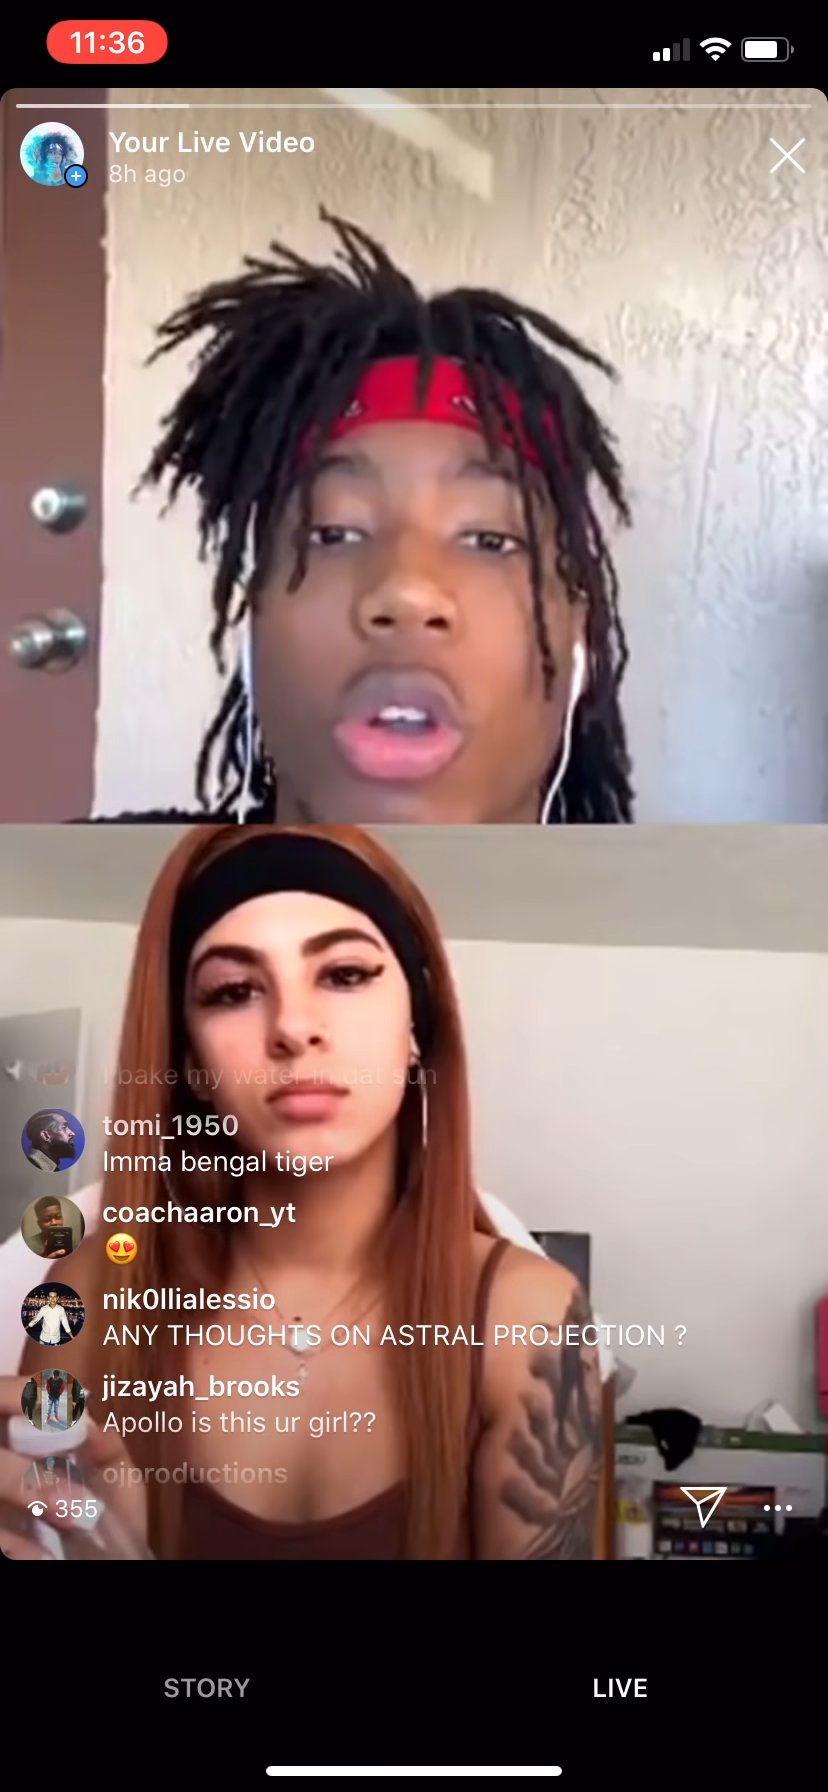 11:36
Your Live Video
8h ago
I bake my water in dat sun
tomi_1950
Imma bengal tiger
coachaaron_yt
😍
nik0llialessio
ANY THOUGHTS ON ASTRAL PROJECTION ?
jizayah_brooks
Apollo is this ur girl??
ojproductions
355
STORY
LIVE